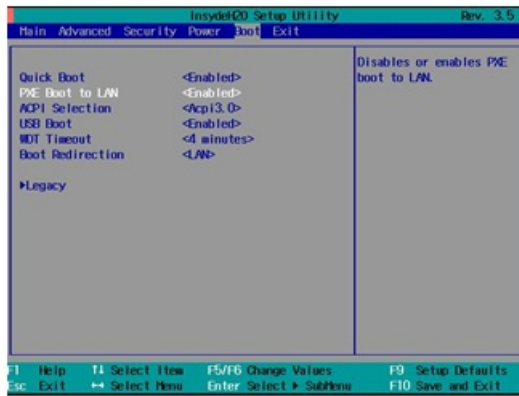 InsydeH2O Setup Utility Rev. 3.5
Main Advanced Security Power Boot Exit
Quick Boot <Enabled>
PXE Boot to LAN <Enabled>
ACPI Selection <Acpi3.0>
USB Boot <Enabled>
WDT Timeout <4 minutes>
Boot Redirection <LAN>
▶Legacy
Disables or enables PXE
boot to LAN.
F1 Help ↑↓ Select Item F5/F6 Change Values F9 Setup Defaults
Esc Exit ↔ Select Menu Enter Select ▶ SubMenu F10 Save and Exit